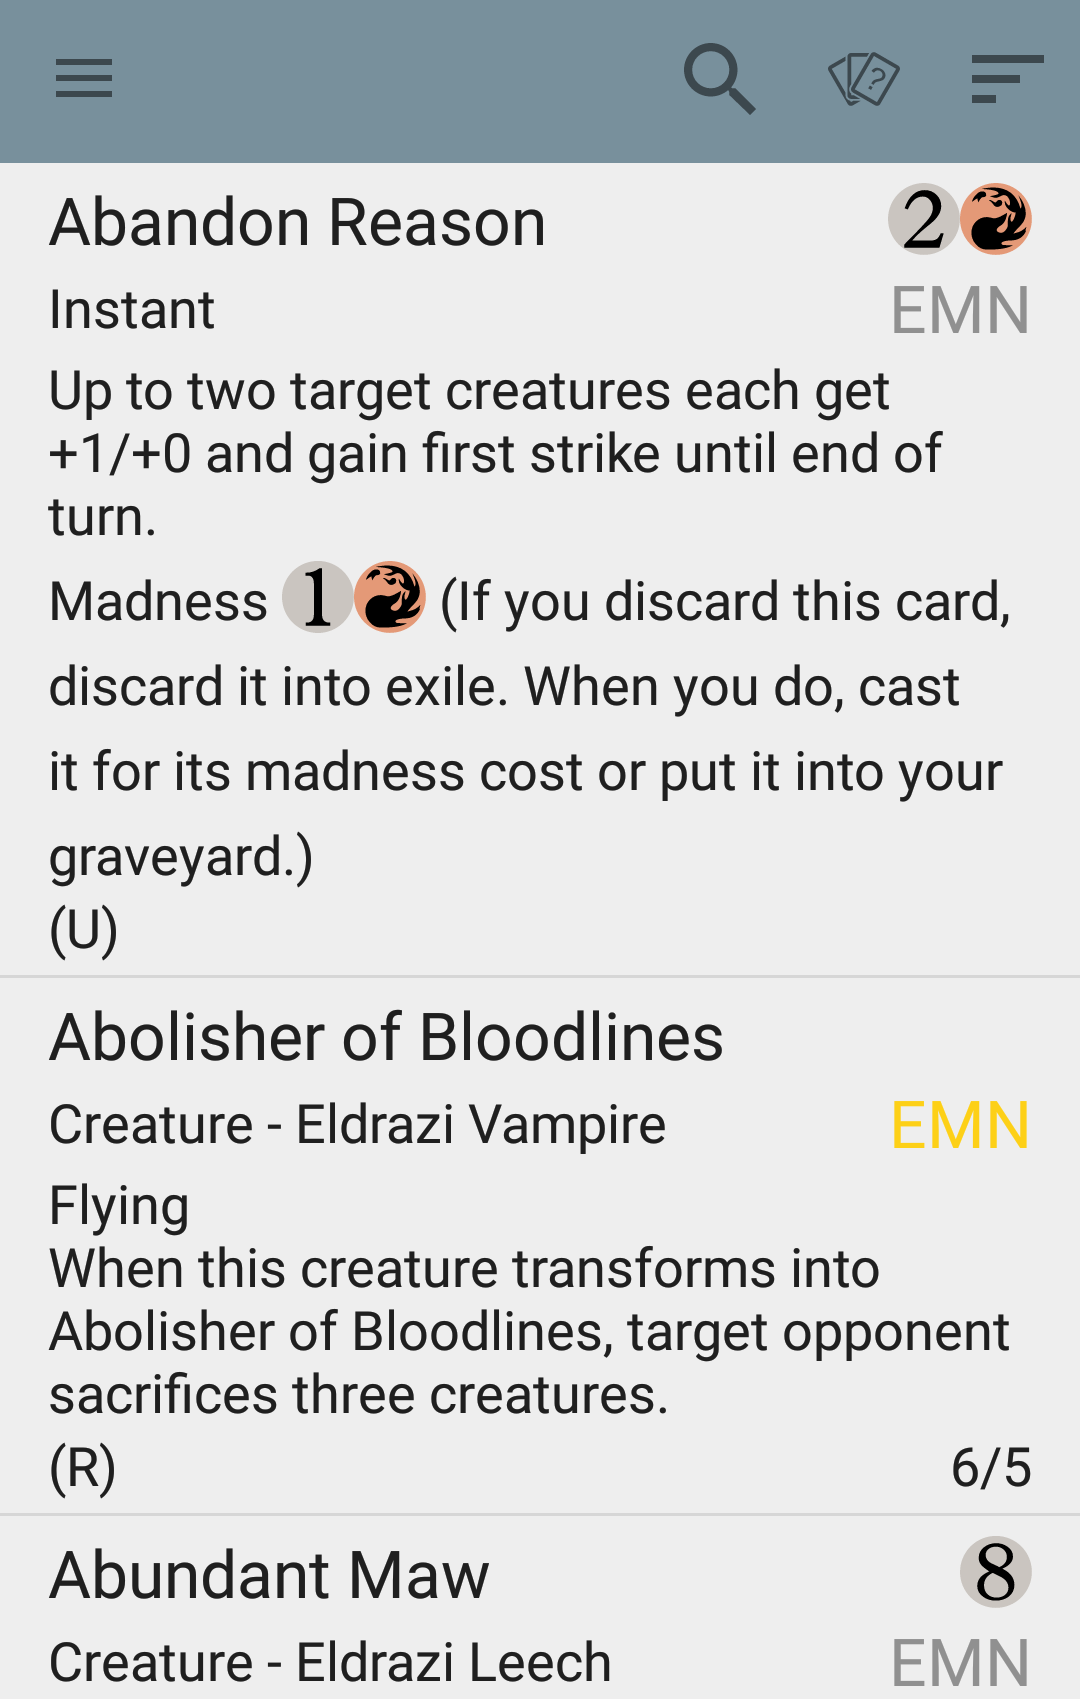 Abandon Reason 2
Instant EMN
Up to two target creatures each get
+1/+0 and gain first strike until end of
turn.
Madness 1 (If you discard this card,
discard it into exile. When you do, cast
it for its madness cost or put it into your
graveyard.)
(U)
Abolisher of Bloodlines
Creature - Eldrazi Vampire EMN
Flying
When this creature transforms into
Abolisher of Bloodlines, target opponent
sacrifices three creatures.
(R) 6/5
Abundant Maw 8
Creature - Eldrazi Leech EMN